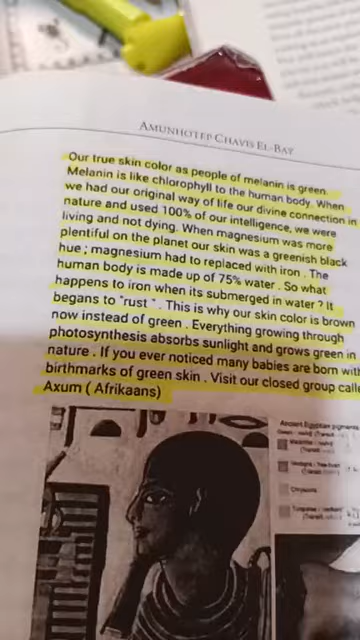 AMUNHOTEP CHAVIS EL-BAY
Our true skin color as people of melanin is green.
Melanin is like chlorophyll to the human body. When
we had our original way of life our divine connection in
nature and used 100% of our intelligence, we were
living and not dying. When magnesium was more
plentiful on the planet our skin was a greenish black
hue ; magnesium had to replaced with iron . The
human body is made up of 75% water . So what
happens to iron when its submerged in water ? It
begans to "rust " . This is why our skin color is brown
now instead of green . Everything growing through
photosynthesis absorbs sunlight and grows green in
nature . If you ever noticed many babies are born with
birthmarks of green skin . Visit our closed group calle
Axum ( Afrikaans)
Ancient Egyptian pigments